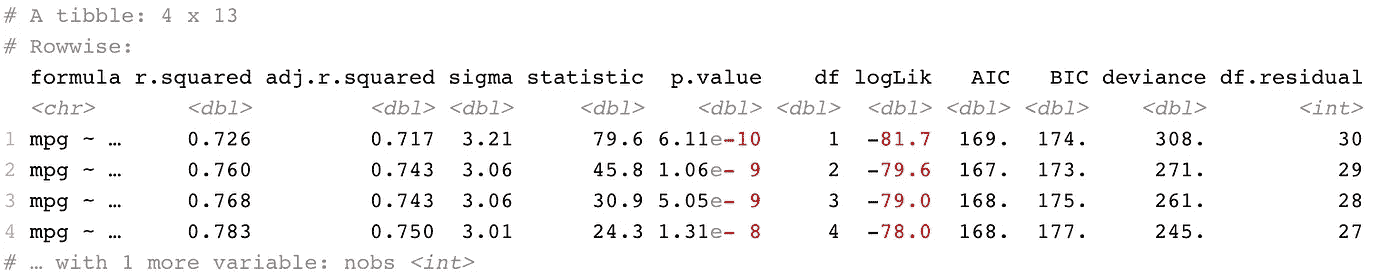 # A tibble: 4 x 13
# Rowwise:
  formula r.squared adj.r.squared sigma statistic  p.value    df logLik   AIC   BIC deviance df.residual
  <chr>       <dbl>         <dbl> <dbl>     <dbl>    <dbl> <dbl>  <dbl> <dbl> <dbl>    <dbl>       <int>
1 mpg ~ …     0.726         0.717  3.21      79.6 6.11e-10     1  -81.7  169.  174.     308.          30
2 mpg ~ …     0.760         0.743  3.06      45.8 1.06e- 9     2  -79.6  167.  173.     271.          29
3 mpg ~ …     0.768         0.743  3.06      30.9 5.05e- 9     3  -79.0  168.  175.     261.          28
4 mpg ~ …     0.783         0.750  3.01      24.3 1.31e- 8     4  -78.0  168.  177.     245.          27
# … with 1 more variable: nobs <int>